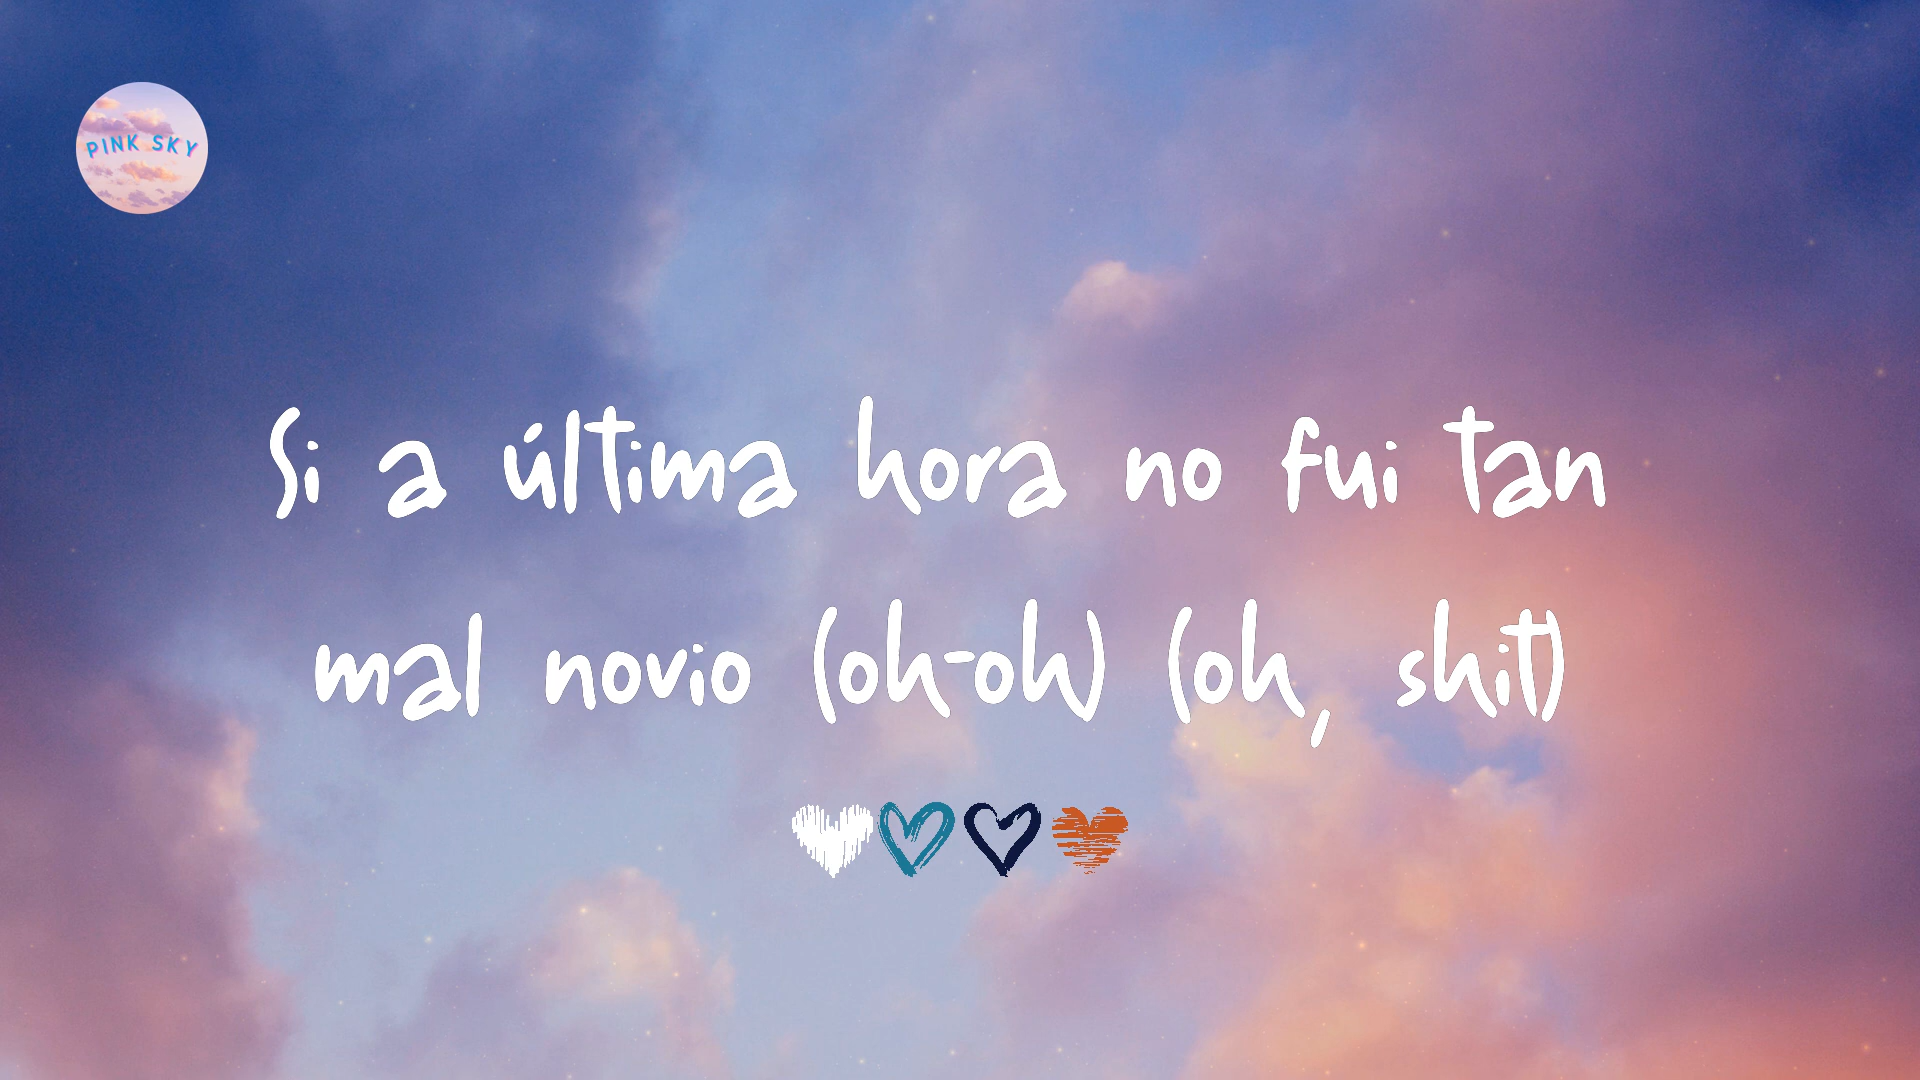 PINK SKY
Si a última hora no fui tan
mal novio (oh-oh) (oh, shit)